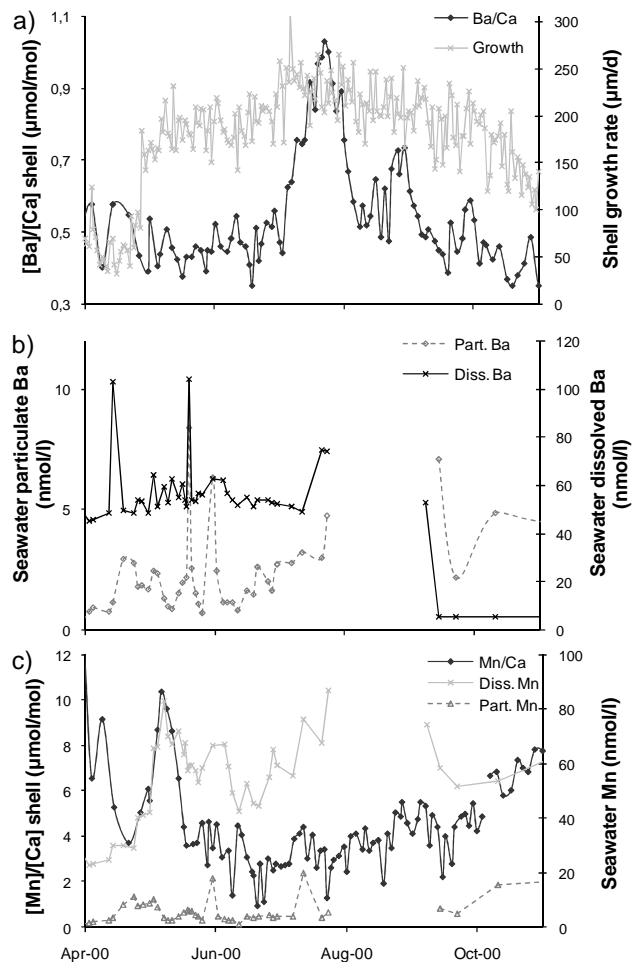 a)
Ba/Ca
Growth
[Ba]/[Ca] shell (µmol/mol)
1,1
0,9
0,7
0,5
0,3
300
250
200
150
100
50
0
Shell growth rate (µm/d)
b)
Part. Ba
Diss. Ba
Seawater particulate Ba
(nmol/l)
10
5
0
120
100
80
60
40
20
0
Seawater dissolved Ba
(nmol/l)
c)
Mn/Ca
Diss. Mn
Part. Mn
[Mn]/[Ca] shell (µmol/mol)
12
10
8
6
4
2
0
100
80
60
40
20
0
Seawater Mn (nmol/l)
Apr-00 Jun-00 Aug-00 Oct-00